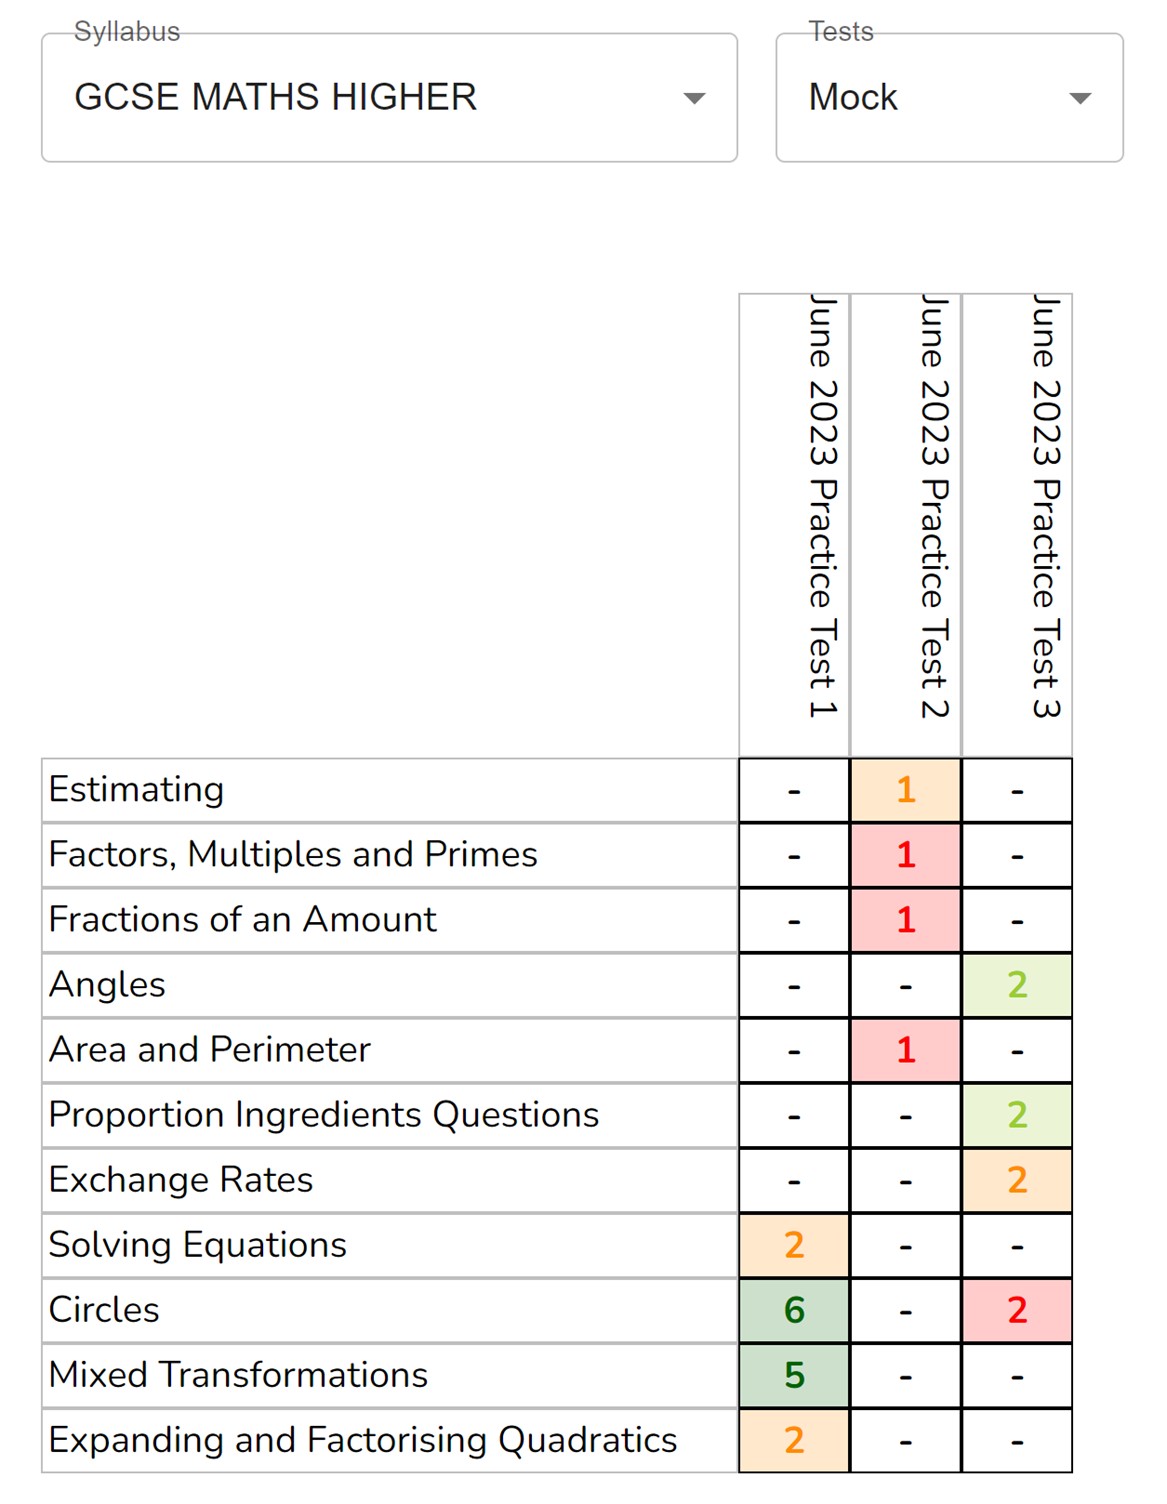 Syllabus
GCSE MATHS HIGHER
Tests
Mock
June 2023 Practice Test 1
June 2023 Practice Test 2
June 2023 Practice Test 3
Estimating - 1 -
Factors, Multiples and Primes - 1 -
Fractions of an Amount - 1 -
Angles - - 2
Area and Perimeter - 1 -
Proportion Ingredients Questions - - 2
Exchange Rates - - 2
Solving Equations 2 - -
Circles 6 - 2
Mixed Transformations 5 - -
Expanding and Factorising Quadratics 2 - -